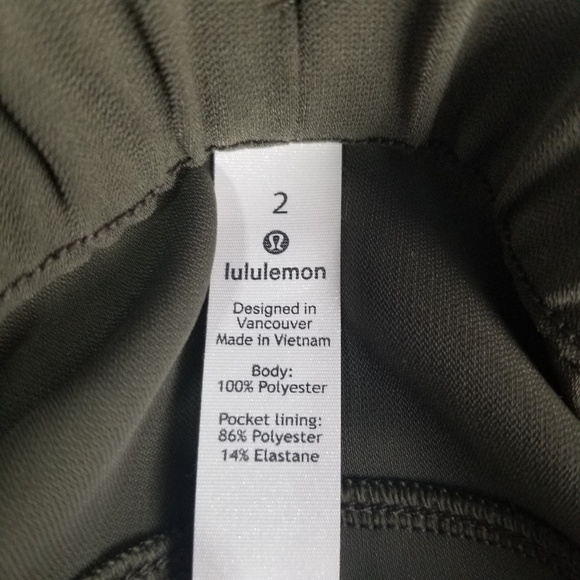 2
lululemon
Designed in
Vancouver
Made in Vietnam
Body:
100% Polyester
Pocket lining:
86% Polyester
14% Elastane